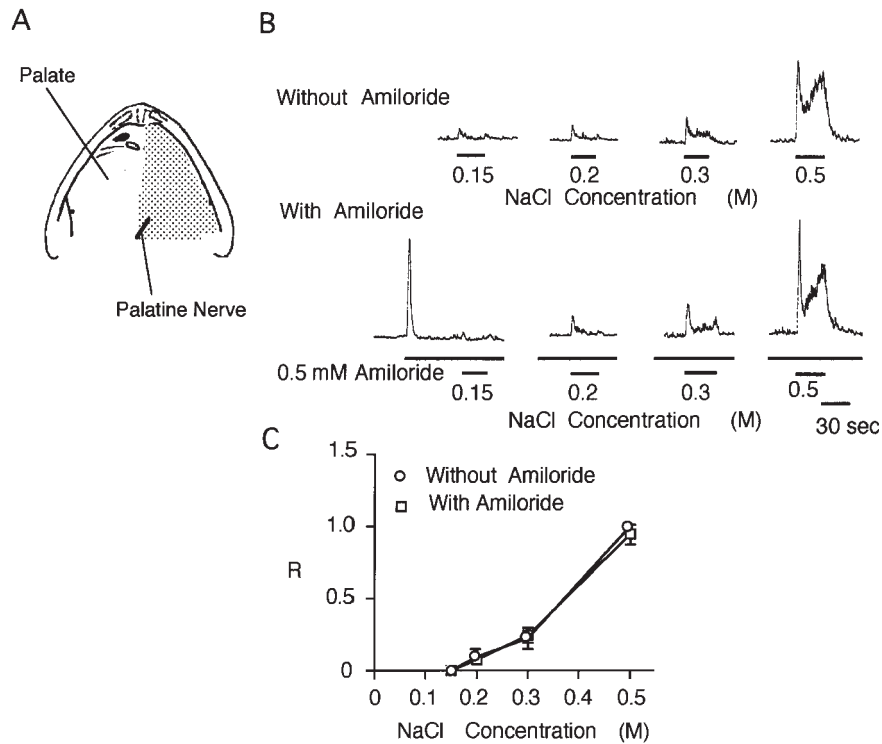 A
Palate
Palatine Nerve
B
Without Amiloride
0.15 0.2 0.3 0.5
NaCl Concentration (M)
With Amiloride
0.5 mM Amiloride
0.15 0.2 0.3 0.5
NaCl Concentration (M)
30 sec
C
1.5
1.0
0.5
0
R
Without Amiloride
With Amiloride
0 0.1 0.2 0.3 0.4 0.5
NaCl Concentration (M)